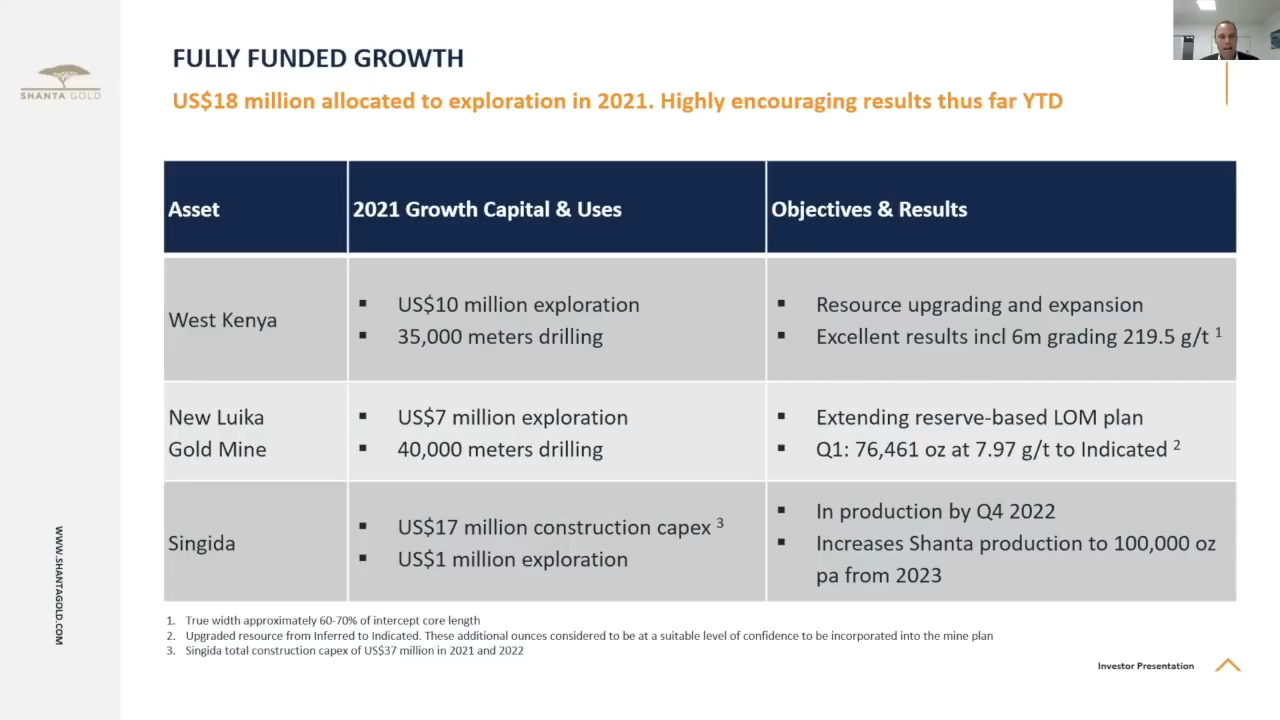 FULLY FUNDED GROWTH
SHANTA GOLD
US$18 million allocated to exploration in 2021. Highly encouraging results thus far YTD
Asset
2021 Growth Capital & Uses
Objectives & Results
West Kenya
▪ US$10 million exploration
▪ 35,000 meters drilling
▪ Resource upgrading and expansion
▪ Excellent results incl 6m grading 219.5 g/t ¹
New Luika
Gold Mine
▪ US$7 million exploration
▪ 40,000 meters drilling
▪ Extending reserve-based LOM plan
▪ Q1: 76,461 oz at 7.97 g/t to Indicated ²
Singida
▪ US$17 million construction capex ³
▪ US$1 million exploration
▪ In production by Q4 2022
▪ Increases Shanta production to 100,000 oz
pa from 2023
1. True width approximately 60-70% of intercept core length
2. Upgraded resource from Inferred to Indicated. These additional ounces considered to be at a suitable level of confidence to be incorporated into the mine plan
3. Singida total construction capex of US$37 million in 2021 and 2022
WWW.SHANTAGOLD.COM
Investor Presentation